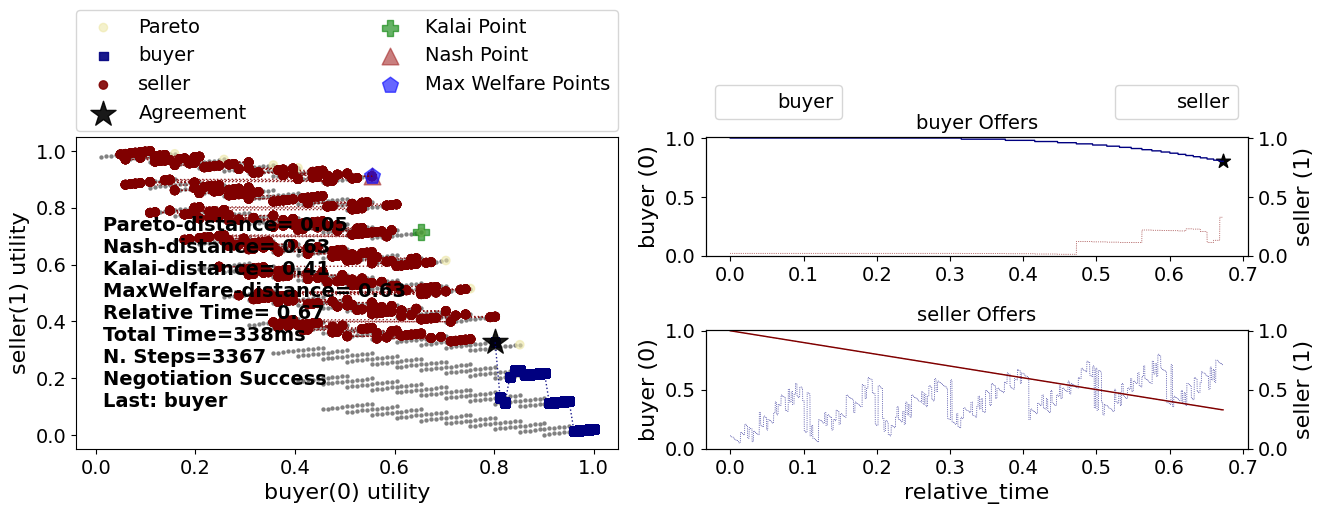 Pareto
buyer
seller
Agreement
Kalai Point
Nash Point
Max Welfare Points
1.0
0.8
0.6
0.4
0.2
0.0
seller(1) utility
Pareto-distance= 0.05
Nash-distance= 0.63
Kalai-distance= 0.41
MaxWelfare-distance= 0.63
Relative Time= 0.67
Total Time=338ms
N. Steps=3367
Negotiation Success
Last: buyer
0.0 0.2 0.4 0.6 0.8 1.0
buyer(0) utility
buyer
seller
buyer Offers
1.0
0.5
0.0
buyer (0)
1.0
0.5
0.0
seller (1)
0.0 0.1 0.2 0.3 0.4 0.5 0.6 0.7
seller Offers
1.0
0.5
0.0
buyer (0)
1.0
0.5
0.0
seller (1)
0.0 0.1 0.2 0.3 0.4 0.5 0.6 0.7
relative_time